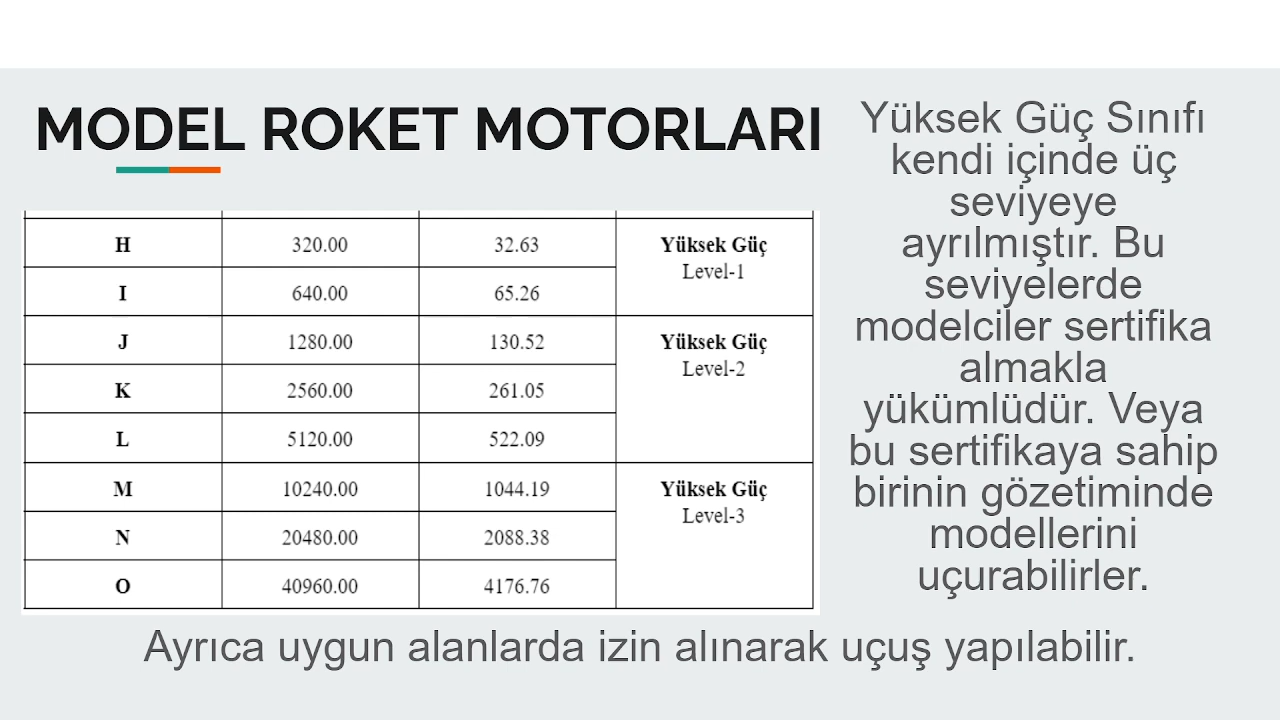 MODEL ROKET MOTORLARI
H 320.00 32.63 Yüksek Güç
Level-1
I 640.00 65.26
J 1280.00 130.52 Yüksek Güç
Level-2
K 2560.00 261.05
L 5120.00 522.09
M 10240.00 1044.19 Yüksek Güç
Level-3
N 20480.00 2088.38
O 40960.00 4176.76
Yüksek Güç Sınıfı
kendi içinde üç
seviyeye
ayrılmıştır. Bu
seviyelerde
modelciler sertifika
almakla
yükümlüdür. Veya
bu sertifikaya sahip
birinin gözetiminde
modellerini
uçurabilirler.
Ayrıca uygun alanlarda izin alınarak uçuş yapılabilir.